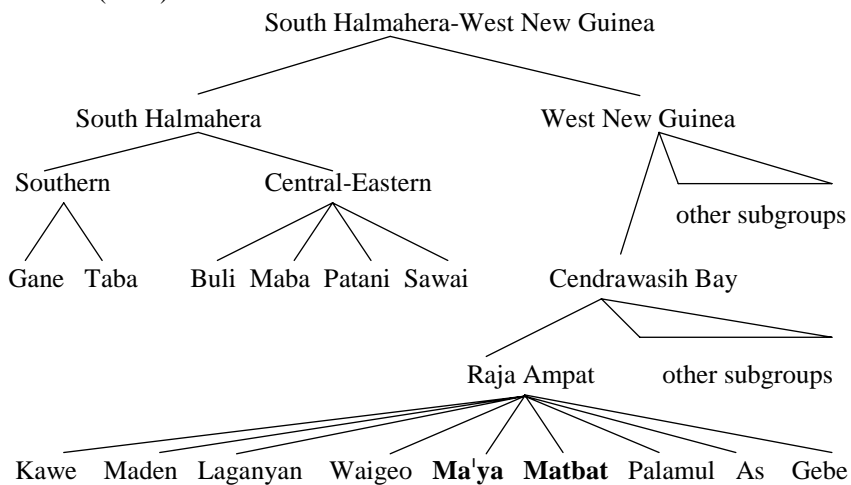 South Halmahera-West New Guinea
South Halmahera West New Guinea
Southern Central-Eastern
other subgroups
Gane Taba Buli Maba Patani Sawai Cendrawasih Bay
Raja Ampat other subgroups
Kawe Maden Laganyan Waigeo Maˈya Matbat Palamul As Gebe